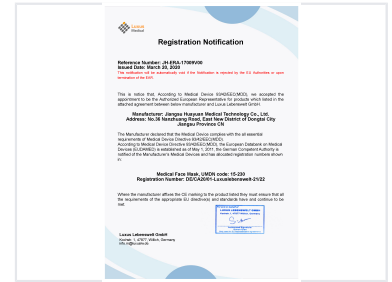 Luxus
Medical
Registration Notification
Reference Number: JH-ERA-17009V00
Issued Date: March 20, 2020
This notification will be automatically void if the Notification is rejected by the EU Authorities or upon
termination of the EAR.
This is notice that, According to Medical Device 93/42/EEC(MDD), we accepted the
appointment to be the Authorized European Representative for products which listed in the
attached agreement between below manufacturer and Luxus Lebenswelt GmbH
Manufacturer: Jiangsu Huayuan Medical Technology Co., Ltd.
Address: No.36 Nanzhuang Road, East New District of Dongtai City
Jiangsu Province CN
The Manufacturer declared that the Medical Device complies with the all essential
requirements of Medical Device Directive 93/42/EEC(MDD).
According to Medical Device Directive 93/42/EEC(MDD), the European Databank on Medical
Devices (EUDAMED) is established as of May 1, 2011, the German Competent Authority is
notified of the Manufacturer's Medical Devices and has allocated registration numbers shown
in:
Medical Face Mask, UMDN code: 15-230
Registration Number: DE/CA20/01-Luxuslebenswelt-21/22
Where the manufacturer affixes the CE marking to the product listed they must ensure that all
the requirements of the appropriate EU directive(s) and standards have and continue to be
met.
LUXUS LEBENSWELT GMBH
Luxus Lebenswelt GmbH
Kochstr. 1, 47877, Willich, Germany